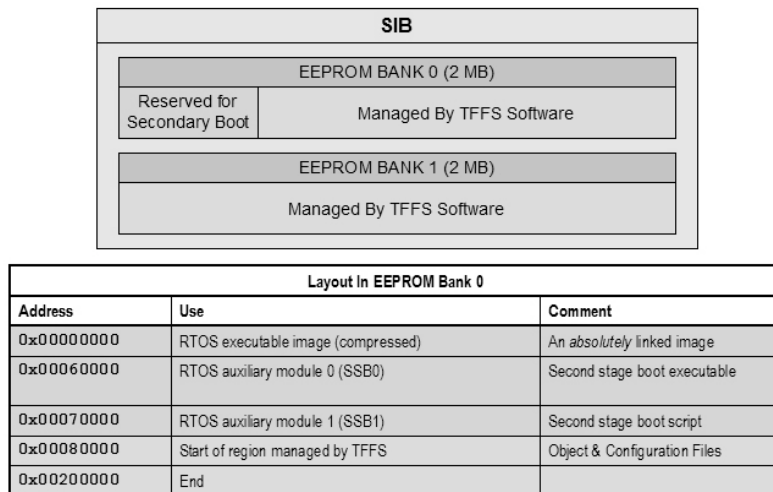 SIB
EEPROM BANK 0 (2 MB)
Reserved for
Secondary Boot
Managed By TFFS Software
EEPROM BANK 1 (2 MB)
Managed By TFFS Software
Layout In EEPROM Bank 0
Address Use Comment
0x00000000 RTOS executable image (compressed) An absolutely linked image
0x00060000 RTOS auxiliary module 0 (SSB0) Second stage boot executable
0x00070000 RTOS auxiliary module 1 (SSB1) Second stage boot script
0x00080000 Start of region managed by TFFS Object & Configuration Files
0x00200000 End